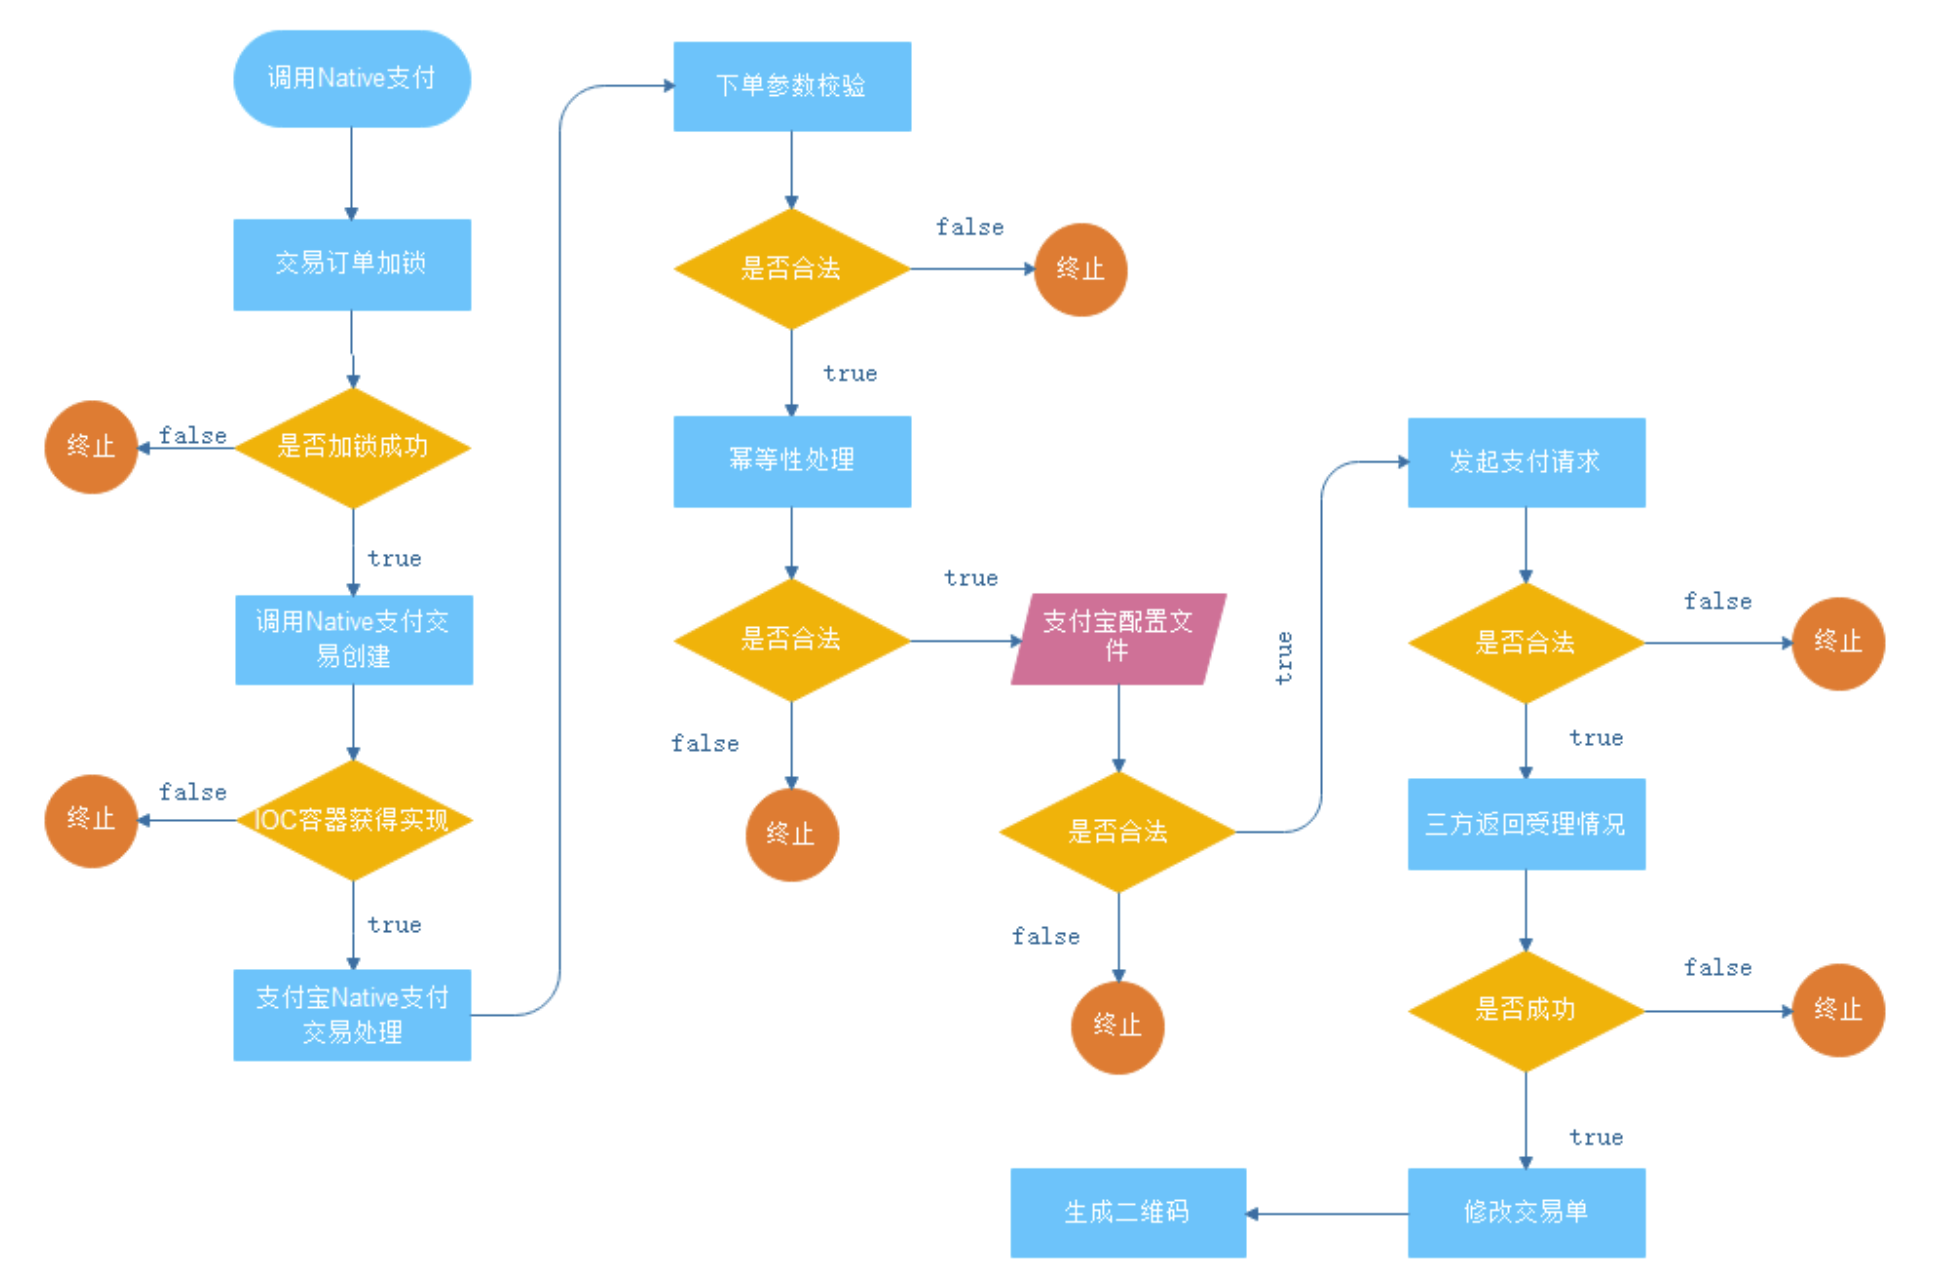 调用Native支付
交易订单加锁
是否加锁成功
false
终止
true
调用Native支付交
易创建
IOC容器获得实现
false
终止
true
支付宝Native支付
交易处理
下单参数校验
是否合法
false
终止
true
幂等性处理
是否合法
true
false
终止
支付宝配置文
件
是否合法
true
false
终止
发起支付请求
是否合法
false
终止
true
三方返回受理情况
是否成功
false
终止
true
修改交易单
生成二维码